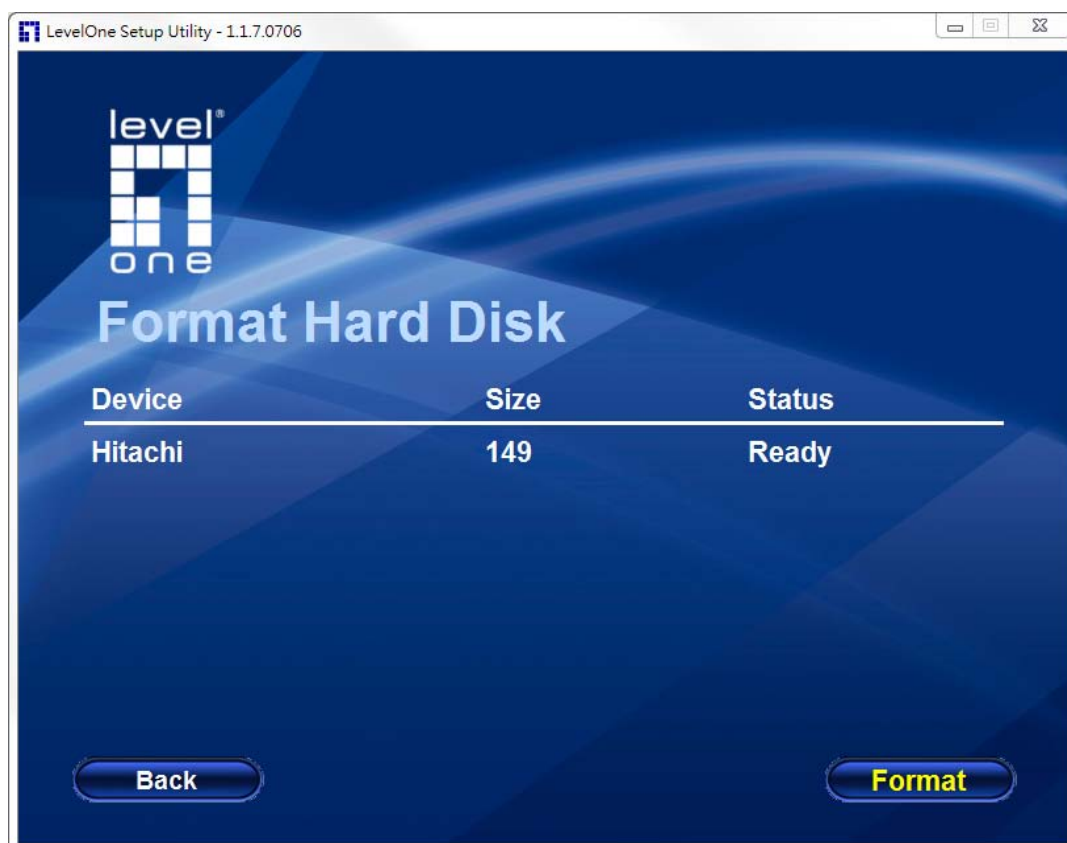 LevelOne Setup Utility - 1.1.7.0706
level®
one
Format Hard Disk
Device Size Status
Hitachi 149 Ready
Back Format